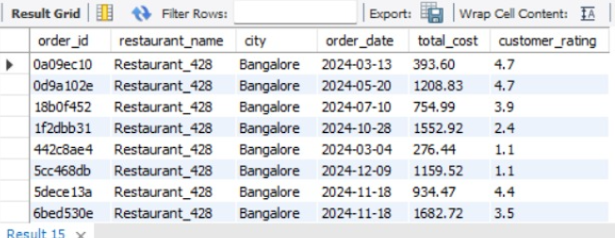 Result Grid Filter Rows: Export: Wrap Cell Content: IA
order_id restaurant_name city order_date total_cost customer_rating
0a09ec10 Restaurant_428 Bangalore 2024-03-13 393.60 4.7
0d9a102e Restaurant_428 Bangalore 2024-05-20 1208.83 4.7
18b0f452 Restaurant_428 Bangalore 2024-07-10 754.99 3.9
1f2dbb31 Restaurant_428 Bangalore 2024-10-28 1552.92 2.4
442c8ae4 Restaurant_428 Bangalore 2024-03-04 276.44 1.1
5cc468db Restaurant_428 Bangalore 2024-12-09 1159.52 1.1
5dece13a Restaurant_428 Bangalore 2024-11-18 934.47 4.4
6bed530e Restaurant_428 Bangalore 2024-11-18 1682.72 3.5
Result 15